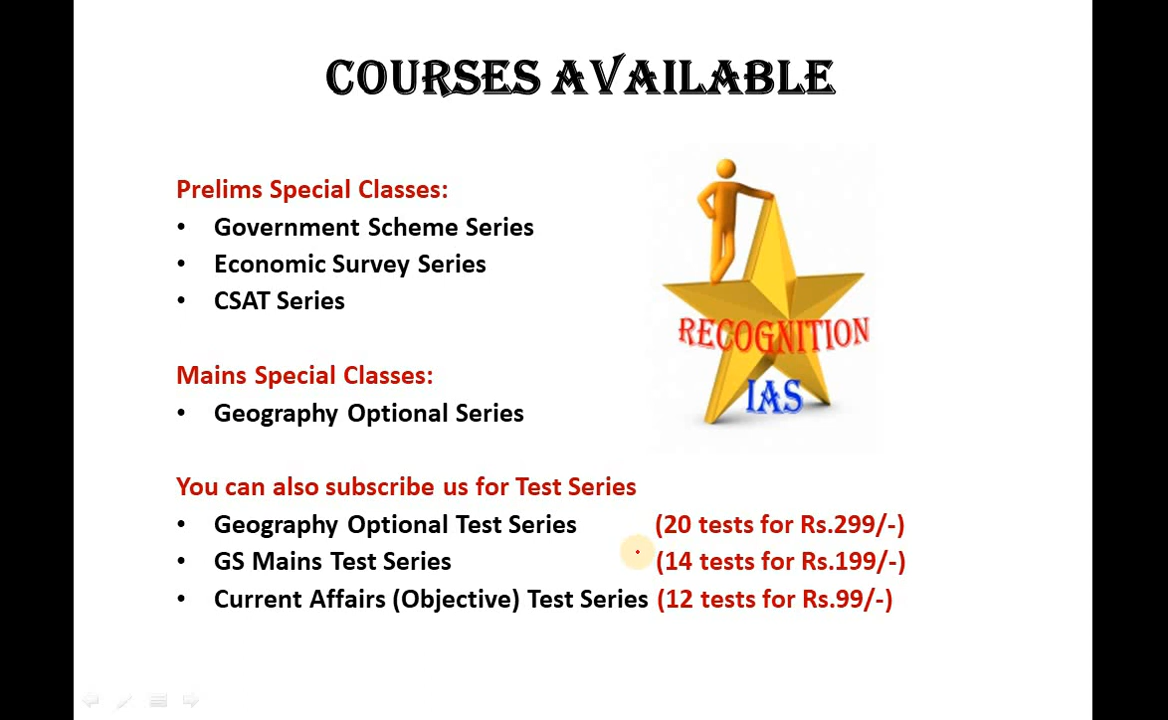 COURSES AVAILABLE
Prelims Special Classes:
• Government Scheme Series
• Economic Survey Series
• CSAT Series
RECOGNITION
IAS
Mains Special Classes:
• Geography Optional Series
You can also subscribe us for Test Series
• Geography Optional Test Series (20 tests for Rs.299/-)
• GS Mains Test Series (14 tests for Rs.199/-)
• Current Affairs (Objective) Test Series (12 tests for Rs.99/-)